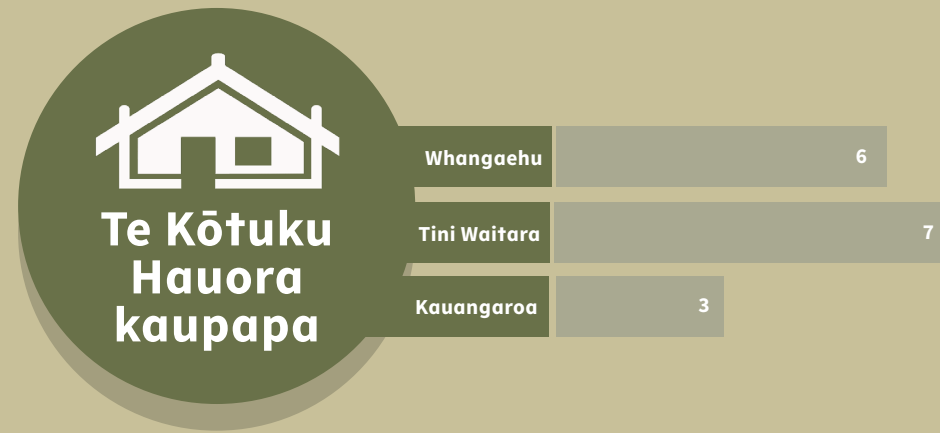 Te Kōtuku
Hauora
kaupapa
Whangaehu 6
Tini Waitara 7
Kauangaroa 3